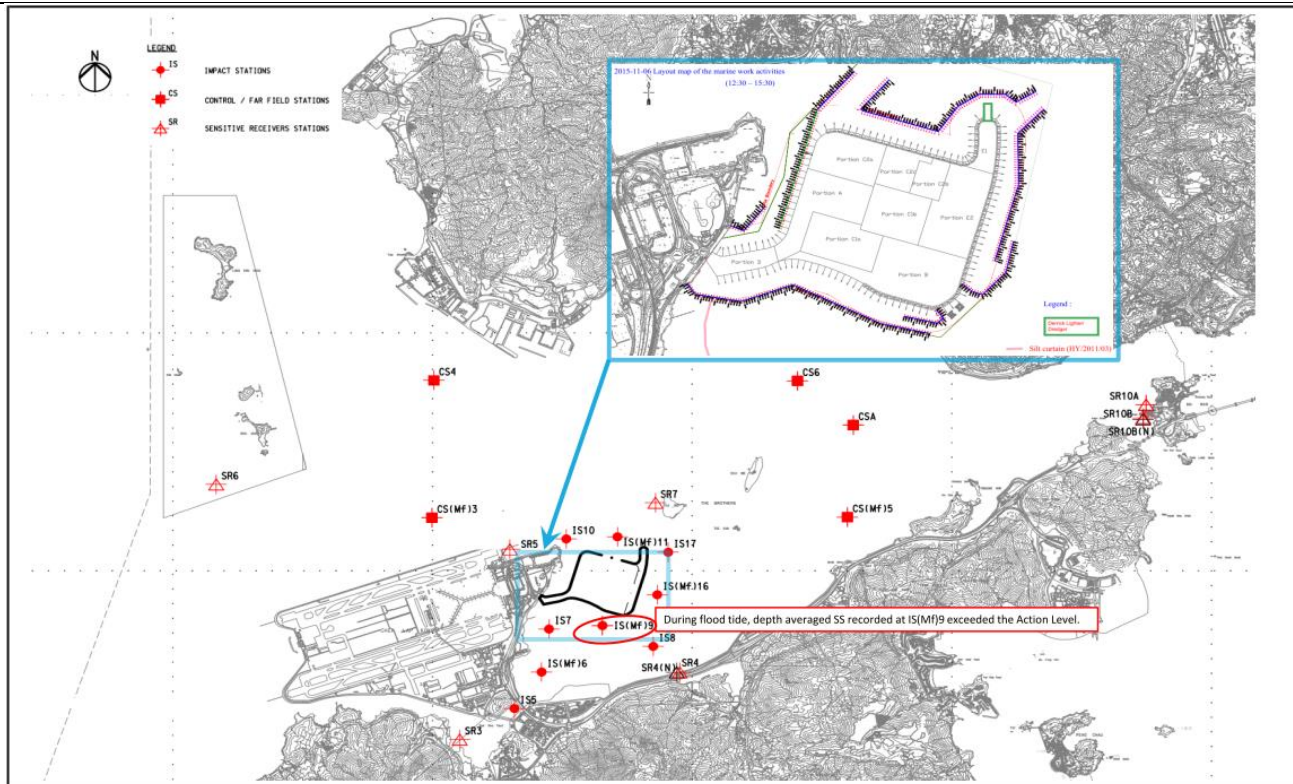 N
LEGEND
IS
IMPACT STATIONS
CS
CONTROL / FAR FIELD STATIONS
SR
SENSITIVE RECEIVERS STATIONS
2015-11-06 Layout map of the marine work activities
(12:30 – 15:30)
N
Portion C2a
Portion C2c
Portion C2b
Portion A
Portion C1b
Portion E2
Portion C1a
Portion D
Portion B
E1
Legend :
Derrick Lighter/
Dredger
Silt curtain (HY/2011/03)
CS4
CS6
CSA
SR10A
SR10B
SR10B(N)
SR6
CS(Mf)3
SR7
THE BROTHERS
CS(Mf)5
SR5
IS10
IS(Mf)11
IS17
IS(Mf)16
IS7
IS(Mf)9
During flood tide, depth averaged SS recorded at IS(Mf)9 exceeded the Action Level.
IS8
IS(Mf)6
SR4(N)
SR4
IS5
SR3